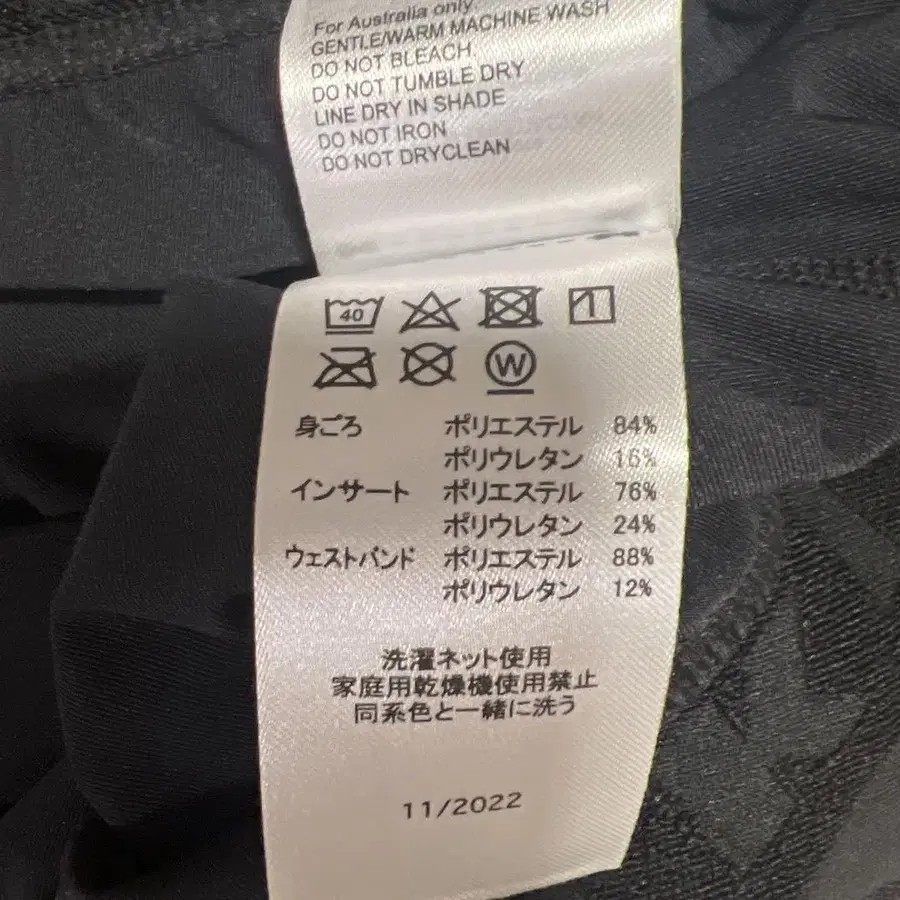 For Australia only:
GENTLE/WARM MACHINE WASH
DO NOT BLEACH
DO NOT TUMBLE DRY
LINE DRY IN SHADE
DO NOT IRON
DO NOT DRYCLEAN
40
W
身ごろ ポリエステル 84%
ポリウレタン 16%
インサート ポリエステル 76%
ポリウレタン 24%
ウェストバンド ポリエステル 88%
ポリウレタン 12%
洗濯ネット使用
家庭用乾燥機使用禁止
同系色と一緒に洗う
11/2022